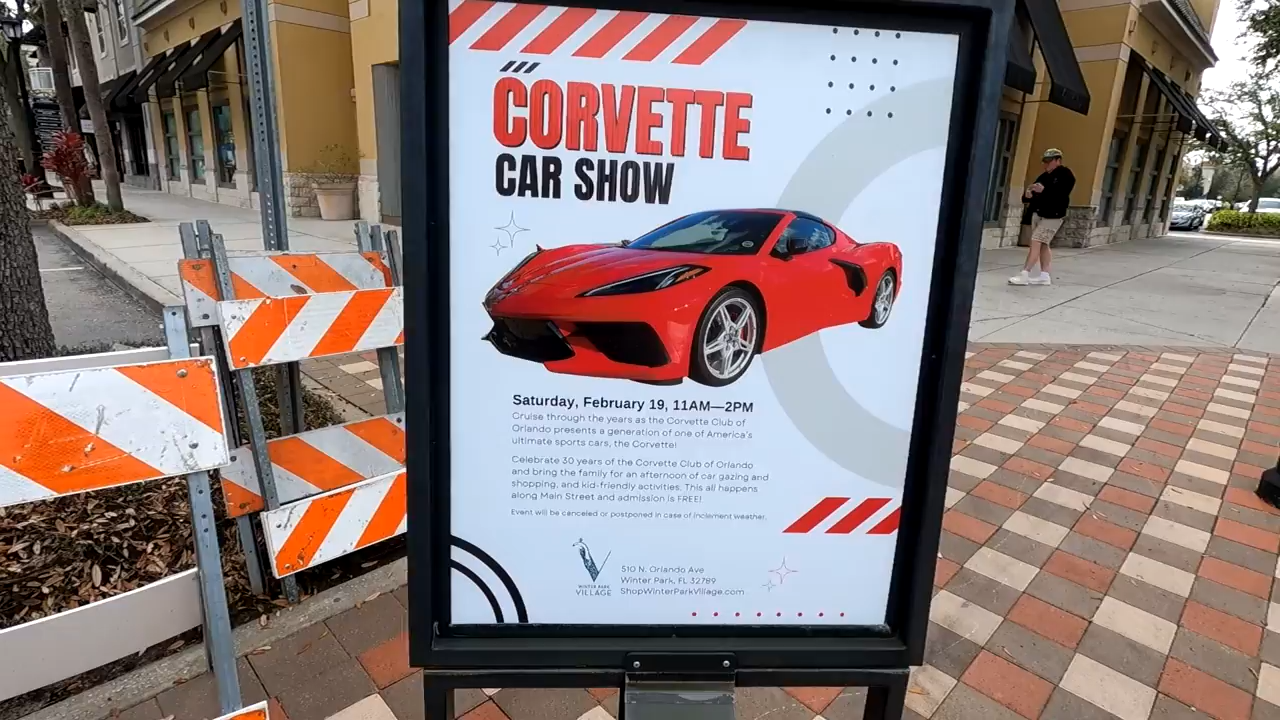 CORVETTE
CAR SHOW
Saturday, February 19, 11AM—2PM
Cruise through the years as the Corvette Club of
Orlando presents a generation of one of America's
ultimate sports cars, the Corvette!
Celebrate 30 years of the Corvette Club of Orlando
and bring the family for an afternoon of car gazing and
shopping, and kid-friendly activities. This all happens
along Main Street and admission is FREE!
Event will be canceled or postponed in case of inclement weather.
WINTER PARK
VILLAGE
510 N. Orlando Ave
Winter Park, FL 32789
ShopWinterParkVillage.com